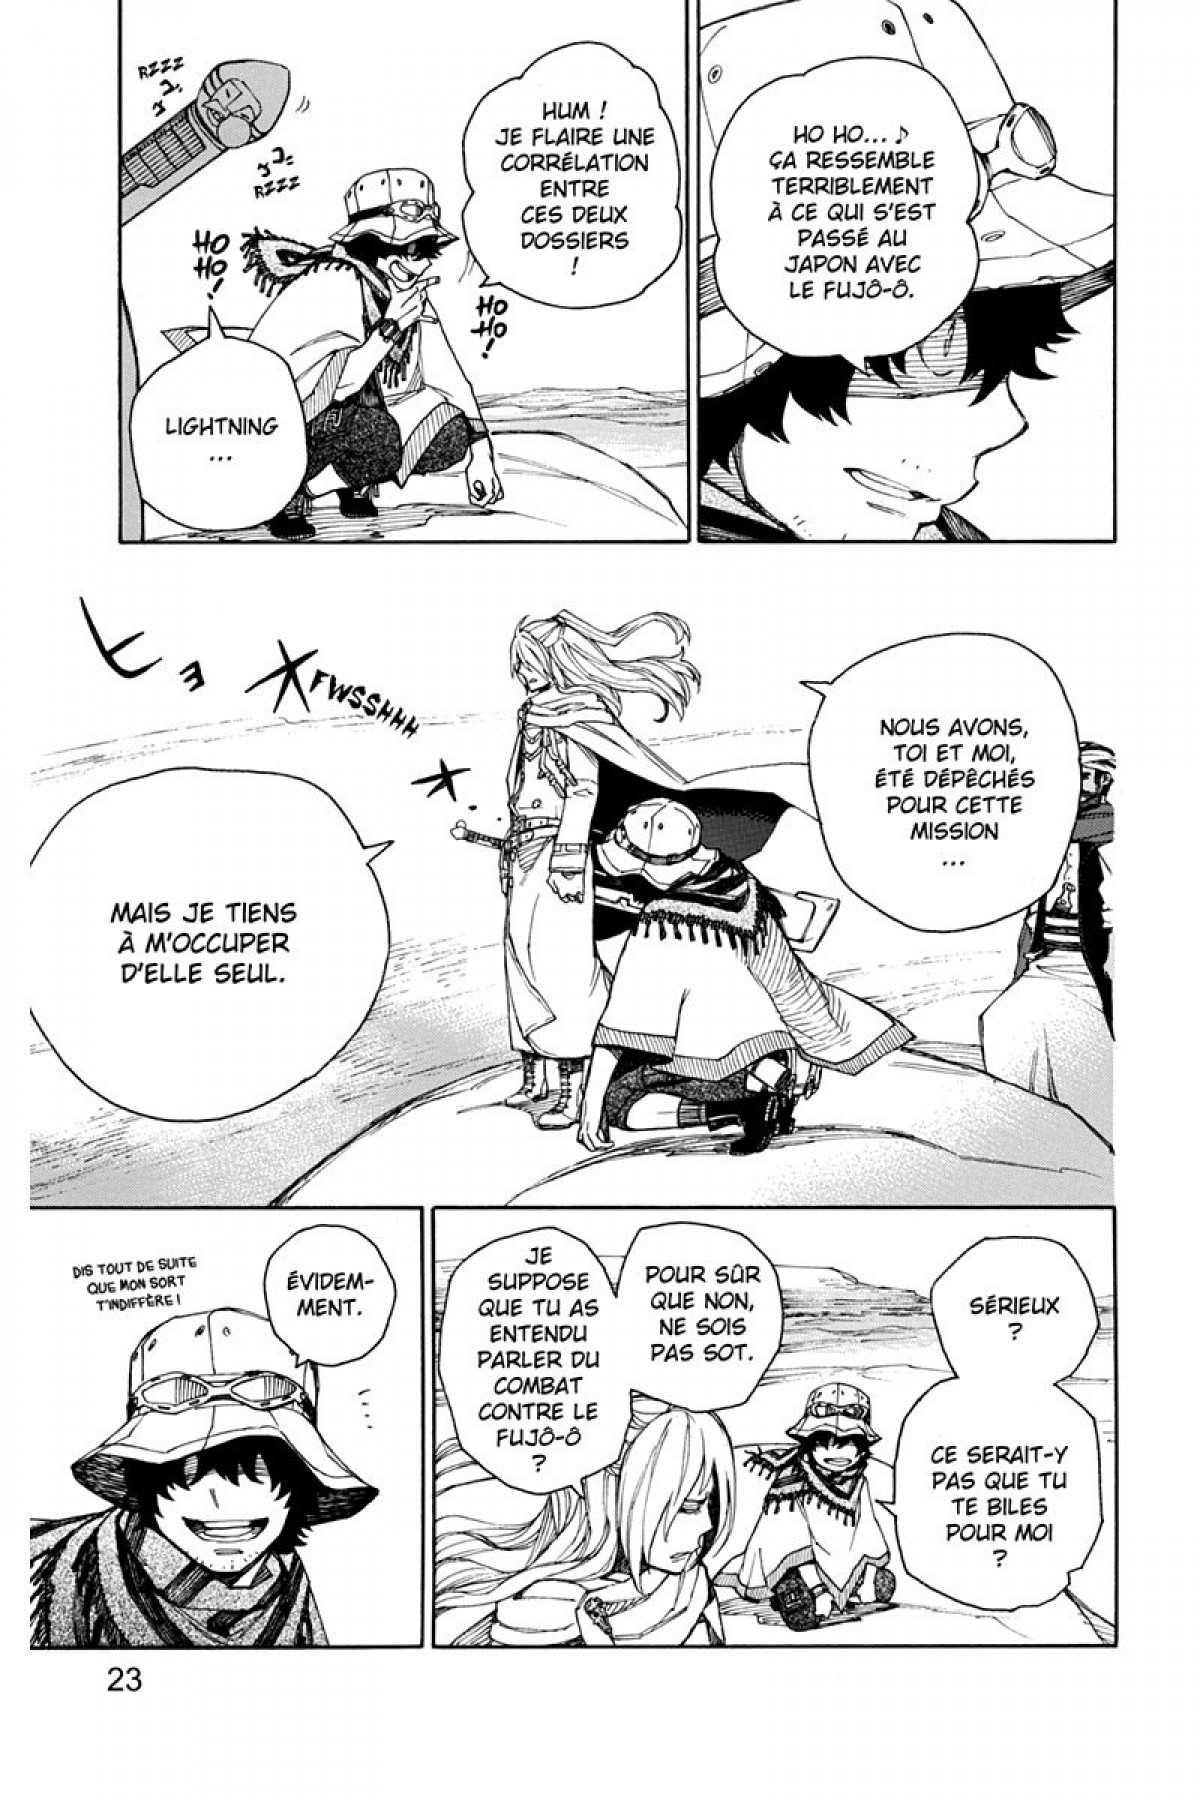 HO HO... ♪
ÇA RESSEMBLE
TERRIBLEMENT
À CE QUI S'EST
PASSÉ AU
JAPON AVEC
LE FUJÔ-Ô.
HUM !
JE FLAIRE UNE
CORRÉLATION
ENTRE
CES DEUX
DOSSIERS
!
RZZZ
RZZZ
HO
HO!
HO
HO!
LIGHTNING
...
NOUS AVONS,
TOI ET MOI,
ÉTÉ DÉPÊCHÉS
POUR CETTE
MISSION
...
ヒョ
FWSSHHH
MAIS JE TIENS
À M'OCCUPER
D'ELLE SEUL.
SÉRIEUX
?
CE SERAIT-Y
PAS QUE TU
TE BILES
POUR MOI
?
POUR SÛR
QUE NON,
NE SOIS
PAS SOT.
JE
SUPPOSE
QUE TU AS
ENTENDU
PARLER DU
COMBAT
CONTRE LE
FUJÔ-Ô
?
ÉVIDEM-
MENT.
DIS TOUT DE SUITE
QUE MON SORT
T'INDIFFÈRE !
23